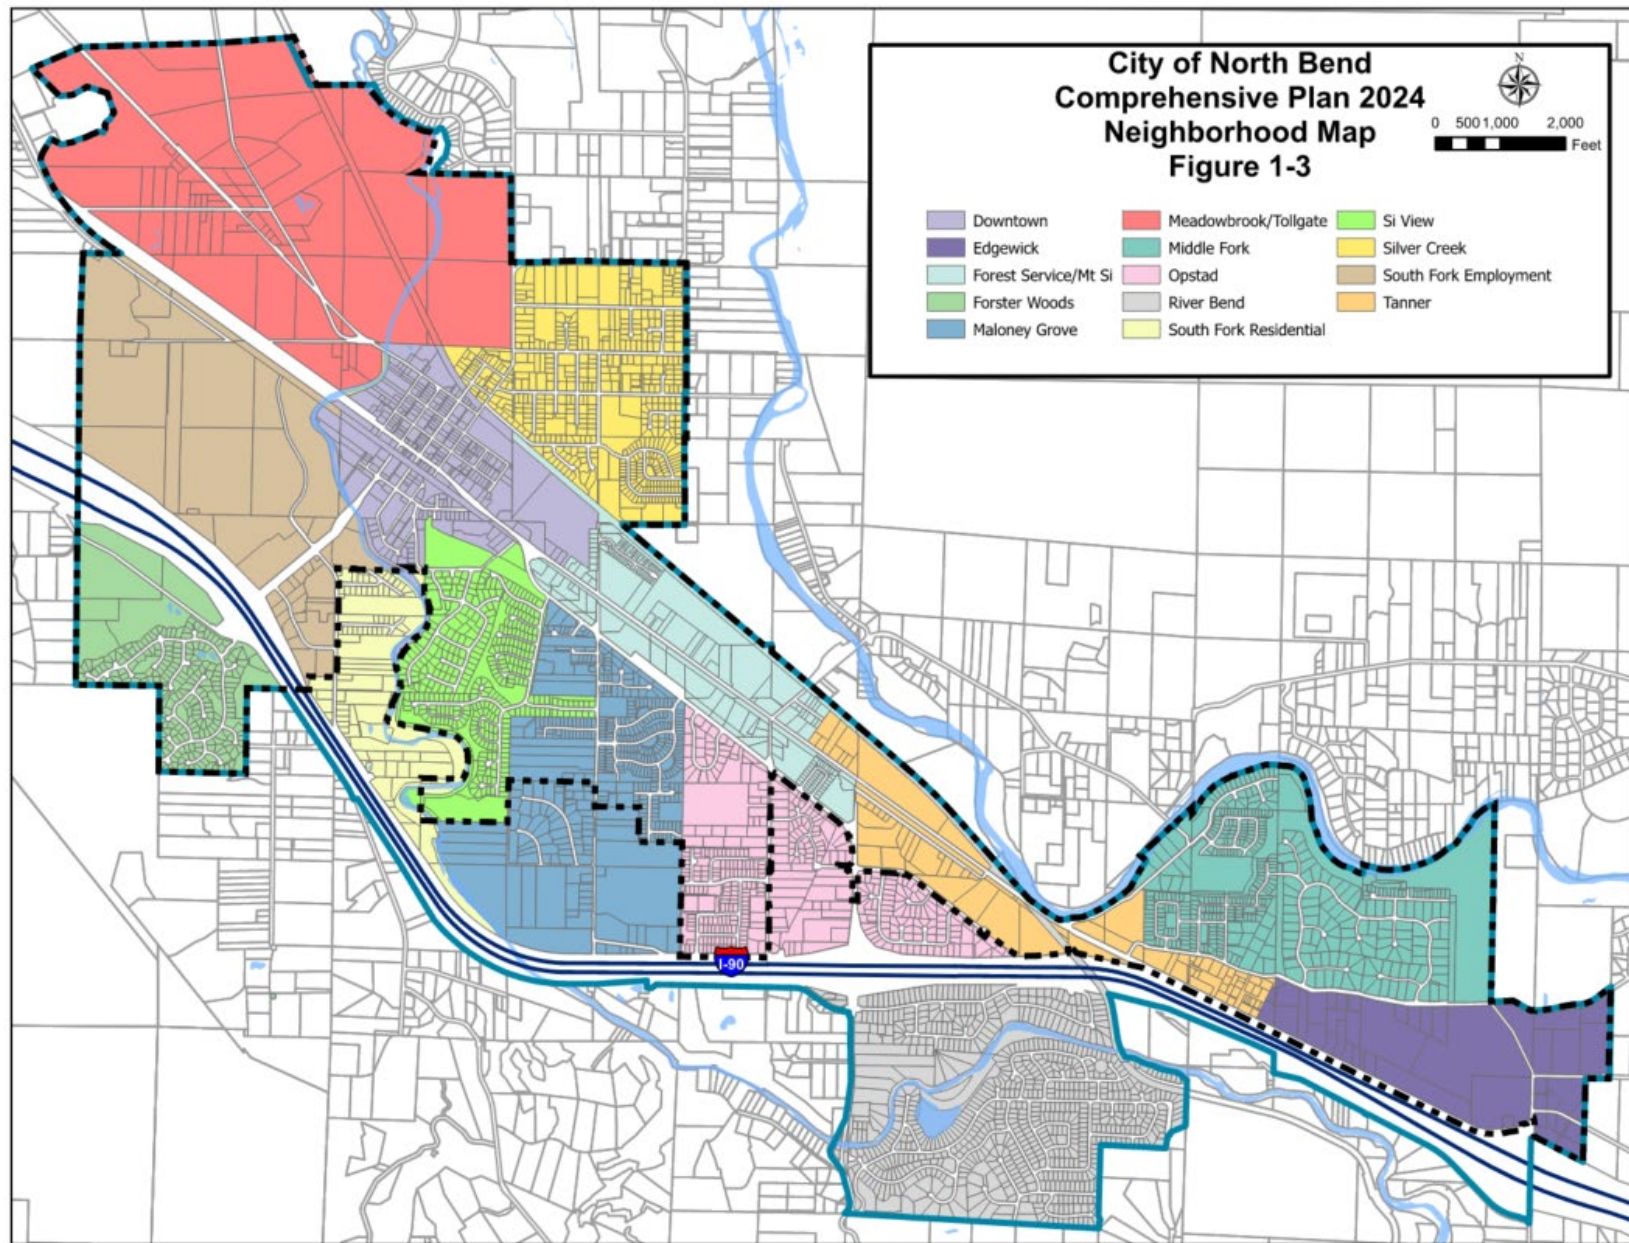 City of North Bend
Comprehensive Plan 2024
Neighborhood Map
Figure 1-3
N
0 500 1,000 2,000
Feet
Downtown
Edgewick
Forest Service/Mt Si
Forster Woods
Maloney Grove
Meadowbrook/Tollgate
Middle Fork
Opstad
River Bend
South Fork Residential
Si View
Silver Creek
South Fork Employment
Tanner
I-90